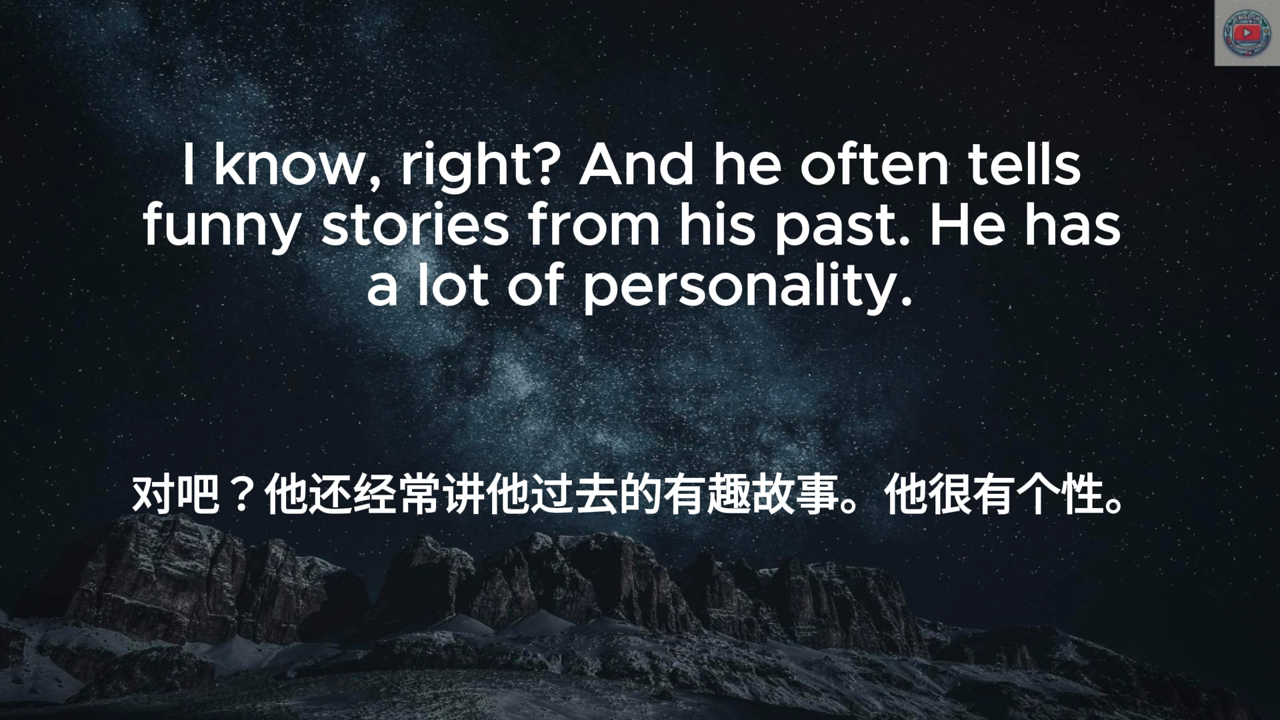 I know, right? And he often tells
funny stories from his past. He has
a lot of personality.
对吧？他还经常讲他过去的有趣故事。他很有个性。